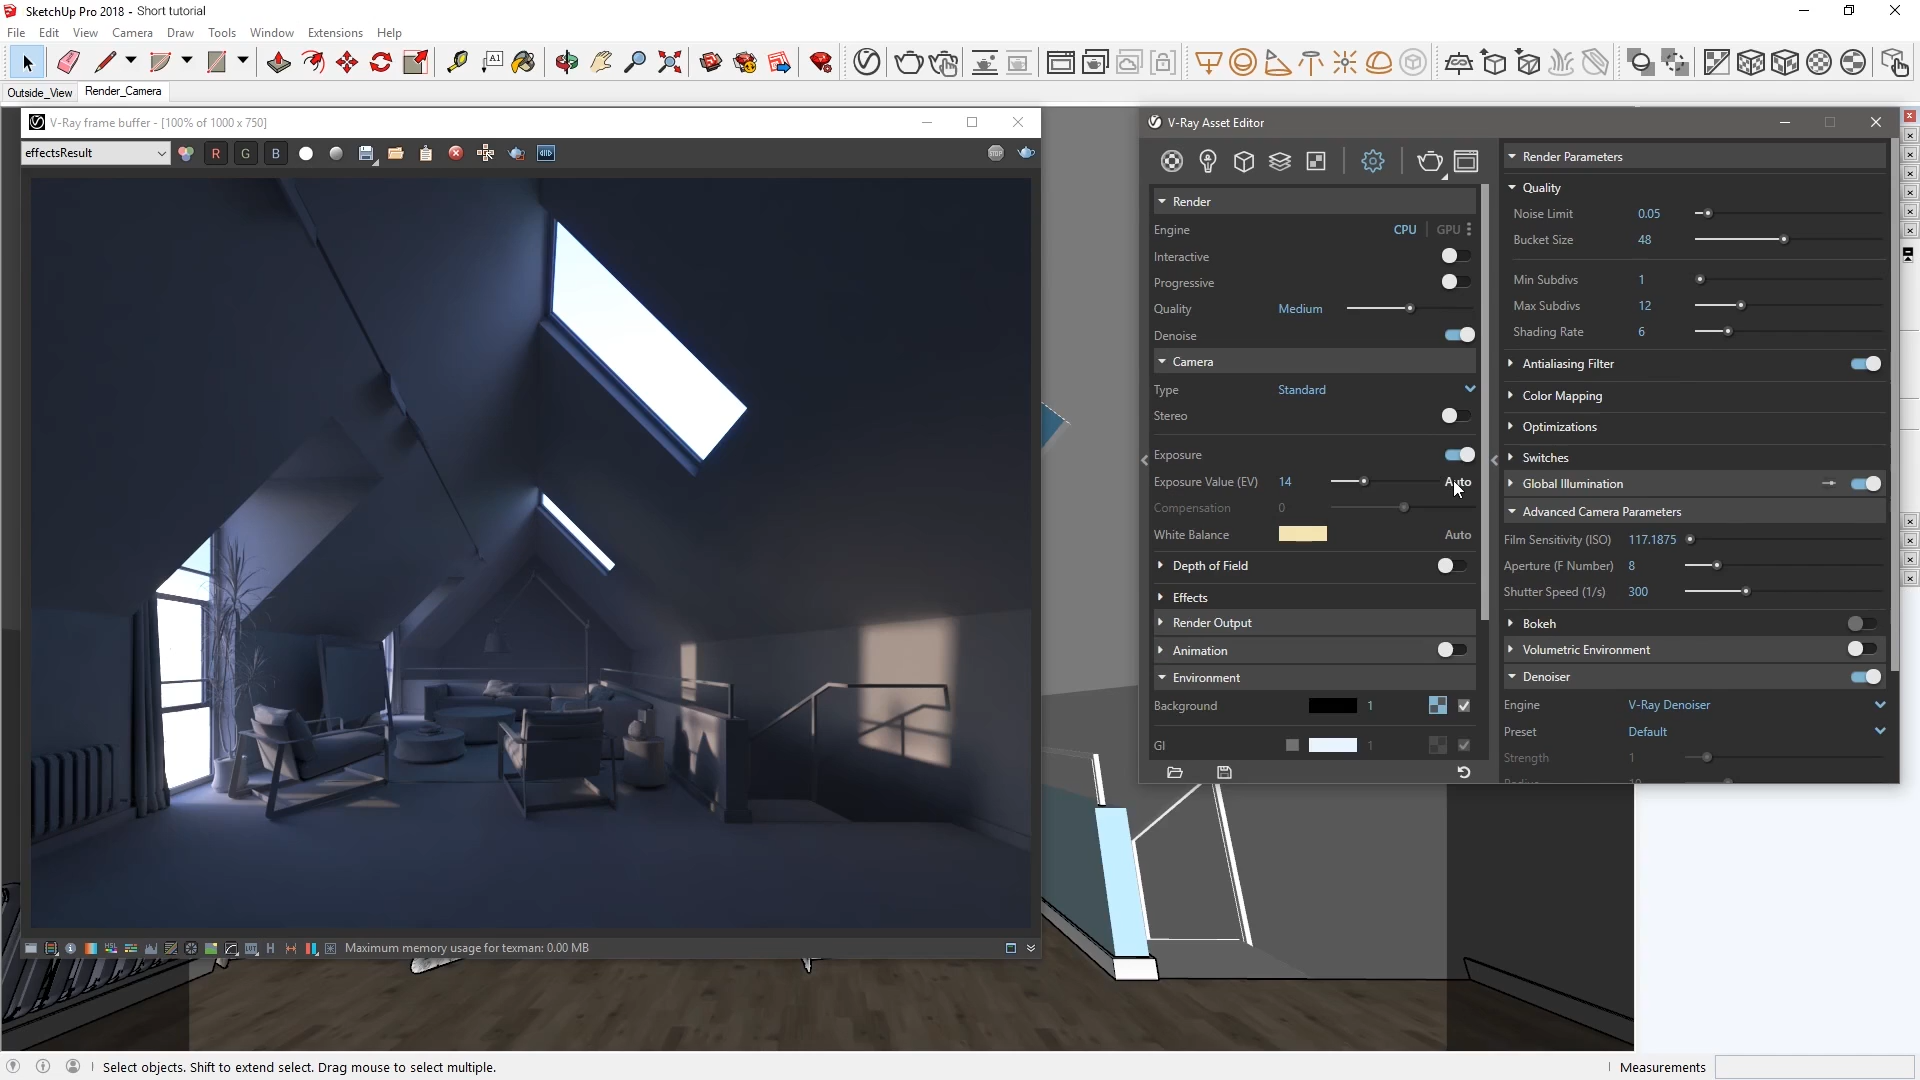 SketchUp Pro 2018 - Short tutorial
File Edit View Camera Draw Tools Window Extensions Help
A1
Outside_View Render_Camera
V-Ray frame buffer - [100% of 1000 x 750]
effectsResult R G B
STOP
V-Ray Asset Editor
Render
Engine CPU GPU
Interactive
Progressive
Quality Medium
Denoise
Camera
Type Standard
Stereo
Exposure
Exposure Value (EV) 14 Auto
Compensation 0
White Balance Auto
Depth of Field
Effects
Render Output
Animation
Environment
Background 1
GI 1
Render Parameters
Quality
Noise Limit 0.05
Bucket Size 48
Min Subdivs 1
Max Subdivs 12
Shading Rate 6
Antialiasing Filter
Color Mapping
Optimizations
Switches
Global Illumination
Advanced Camera Parameters
Film Sensitivity (ISO) 117.1875
Aperture (F Number) 8
Shutter Speed (1/s) 300
Bokeh
Volumetric Environment
Denoiser
Engine V-Ray Denoiser
Preset Default
Strength 1
HSL LUT H Maximum memory usage for texman: 0.00 MB
Select objects. Shift to extend select. Drag mouse to select multiple.
Measurements